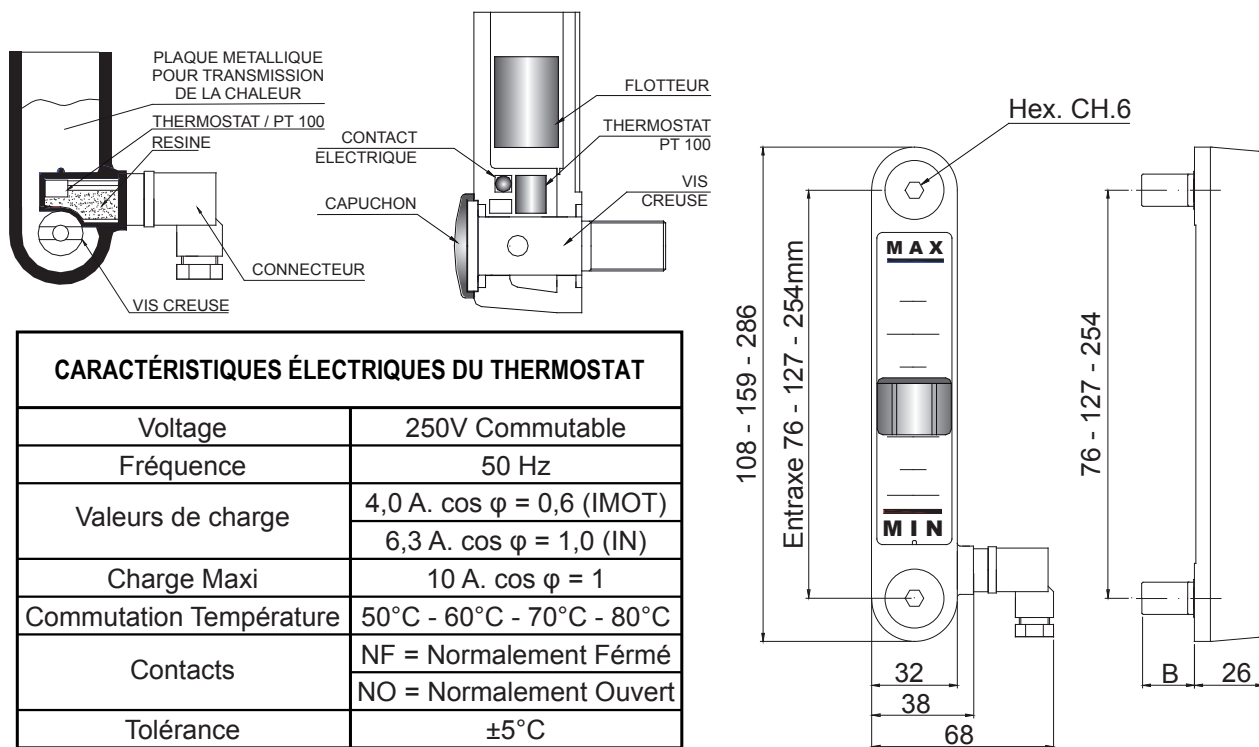 PLAQUE METALLIQUE
POUR TRANSMISSION
DE LA CHALEUR
THERMOSTAT / PT 100
RESINE
CONNECTEUR
VIS CREUSE
FLOTTEUR
THERMOSTAT
PT 100
CONTACT
ELECTRIQUE
VIS
CREUSE
CAPUCHON
CARACTÉRISTIQUES ÉLECTRIQUES DU THERMOSTAT
Voltage 250V Commutable
Fréquence 50 Hz
Valeurs de charge 4,0 A. cos φ = 0,6 (IMOT)
6,3 A. cos φ = 1,0 (IN)
Charge Maxi 10 A. cos φ = 1
Commutation Température 50°C - 60°C - 70°C - 80°C
Contacts NF = Normalement Férmé
NO = Normalement Ouvert
Tolérance ±5°C
Hex. CH.6
MAX
MIN
108 - 159 - 286
Entraxe 76 - 127 - 254mm
76 - 127 - 254
32
38
68
B
26